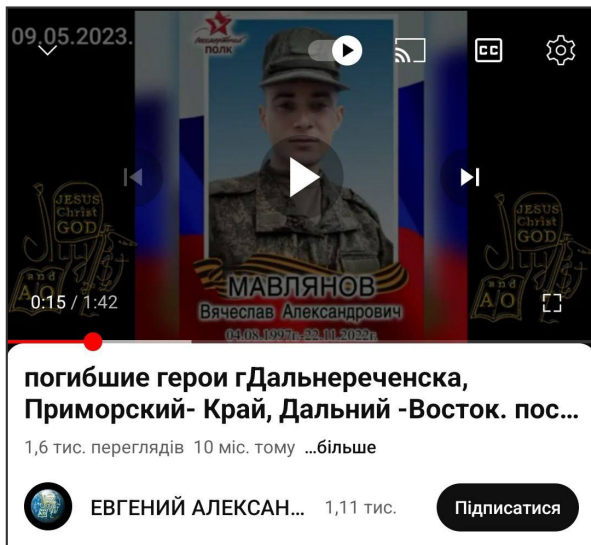 09.05.2023.
бессмертный
ПОЛК
CC
JESUS
Christ
GOD
and
A/O
JESUS
Christ
GOD
and
A/O
МАВЛЯНОВ
Вячеслав Александрович
04.08.1997г.-22.11.2022г.
0:15 / 1:42
погибшие герои гДальнереченска,
Приморский- Край, Дальний -Восток. пос...
1,6 тис. переглядів 10 міс. тому ...більше
ЕВГЕНИЙ АЛЕКСАН... 1,11 тис. Підписатися